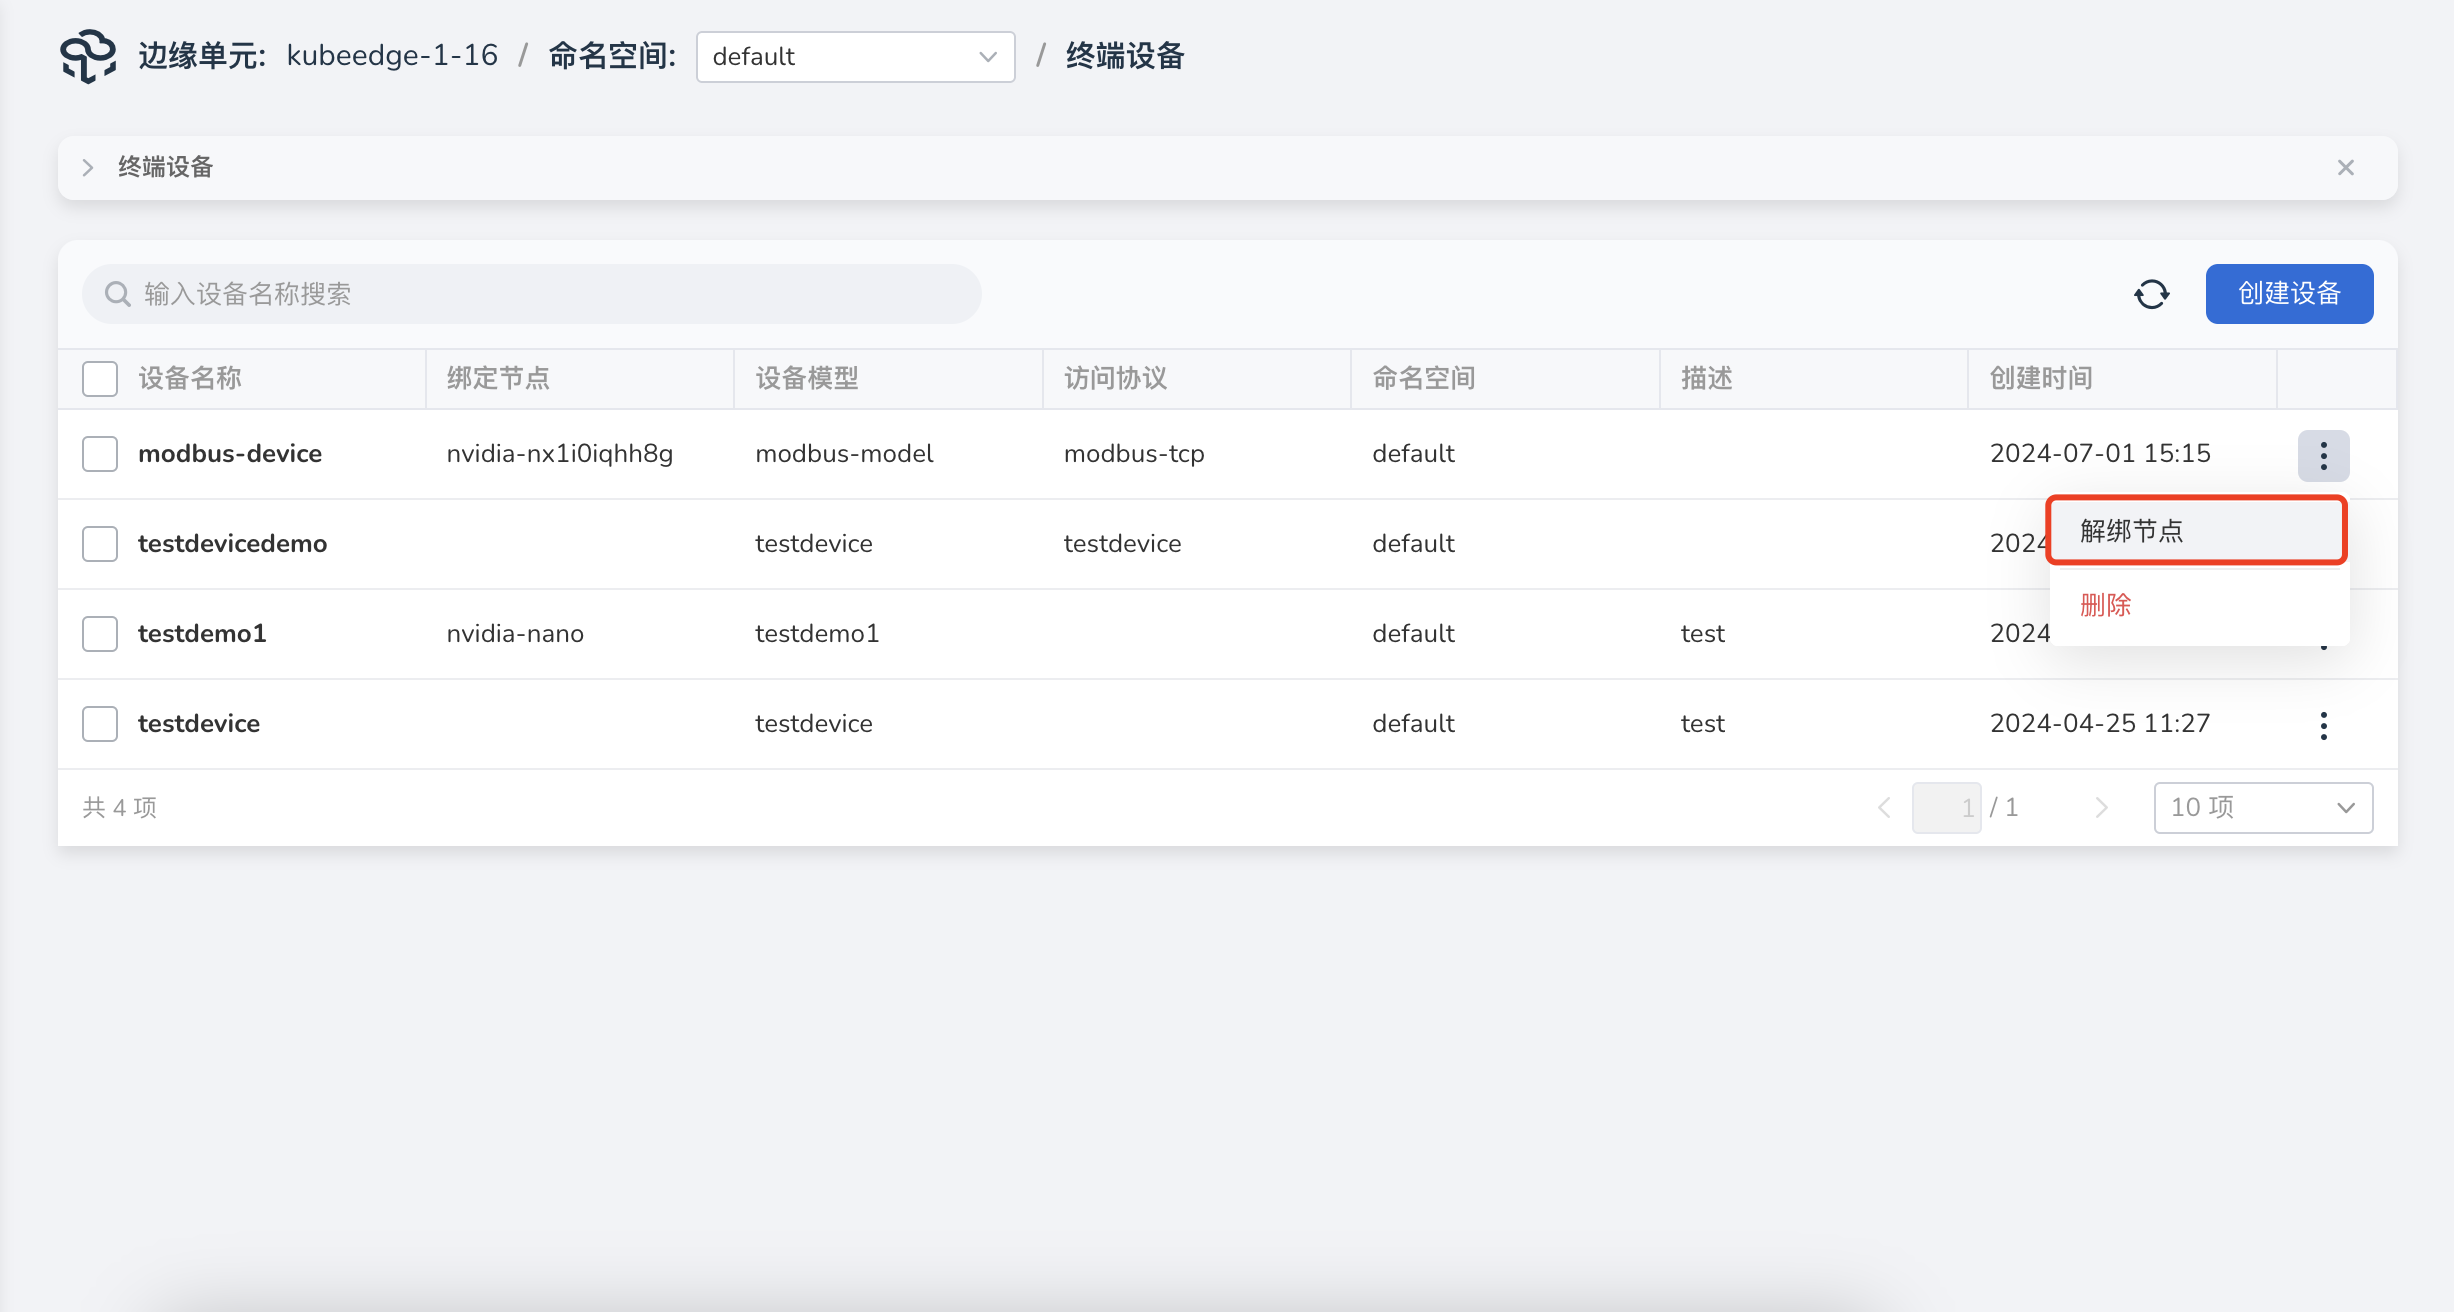 边缘单元: kubeedge-1-16 / 命名空间: default / 终端设备
终端设备
输入设备名称搜索
创建设备
设备名称 绑定节点 设备模型 访问协议 命名空间 描述 创建时间
modbus-device nvidia-nx1i0iqhh8g modbus-model modbus-tcp default 2024-07-01 15:15
解绑节点
testdevicedemo testdevice testdevice default 2024
删除
testdemo1 nvidia-nano testdemo1 default test 2024
testdevice testdevice default test 2024-04-25 11:27
共 4 项
1 / 1
10 项